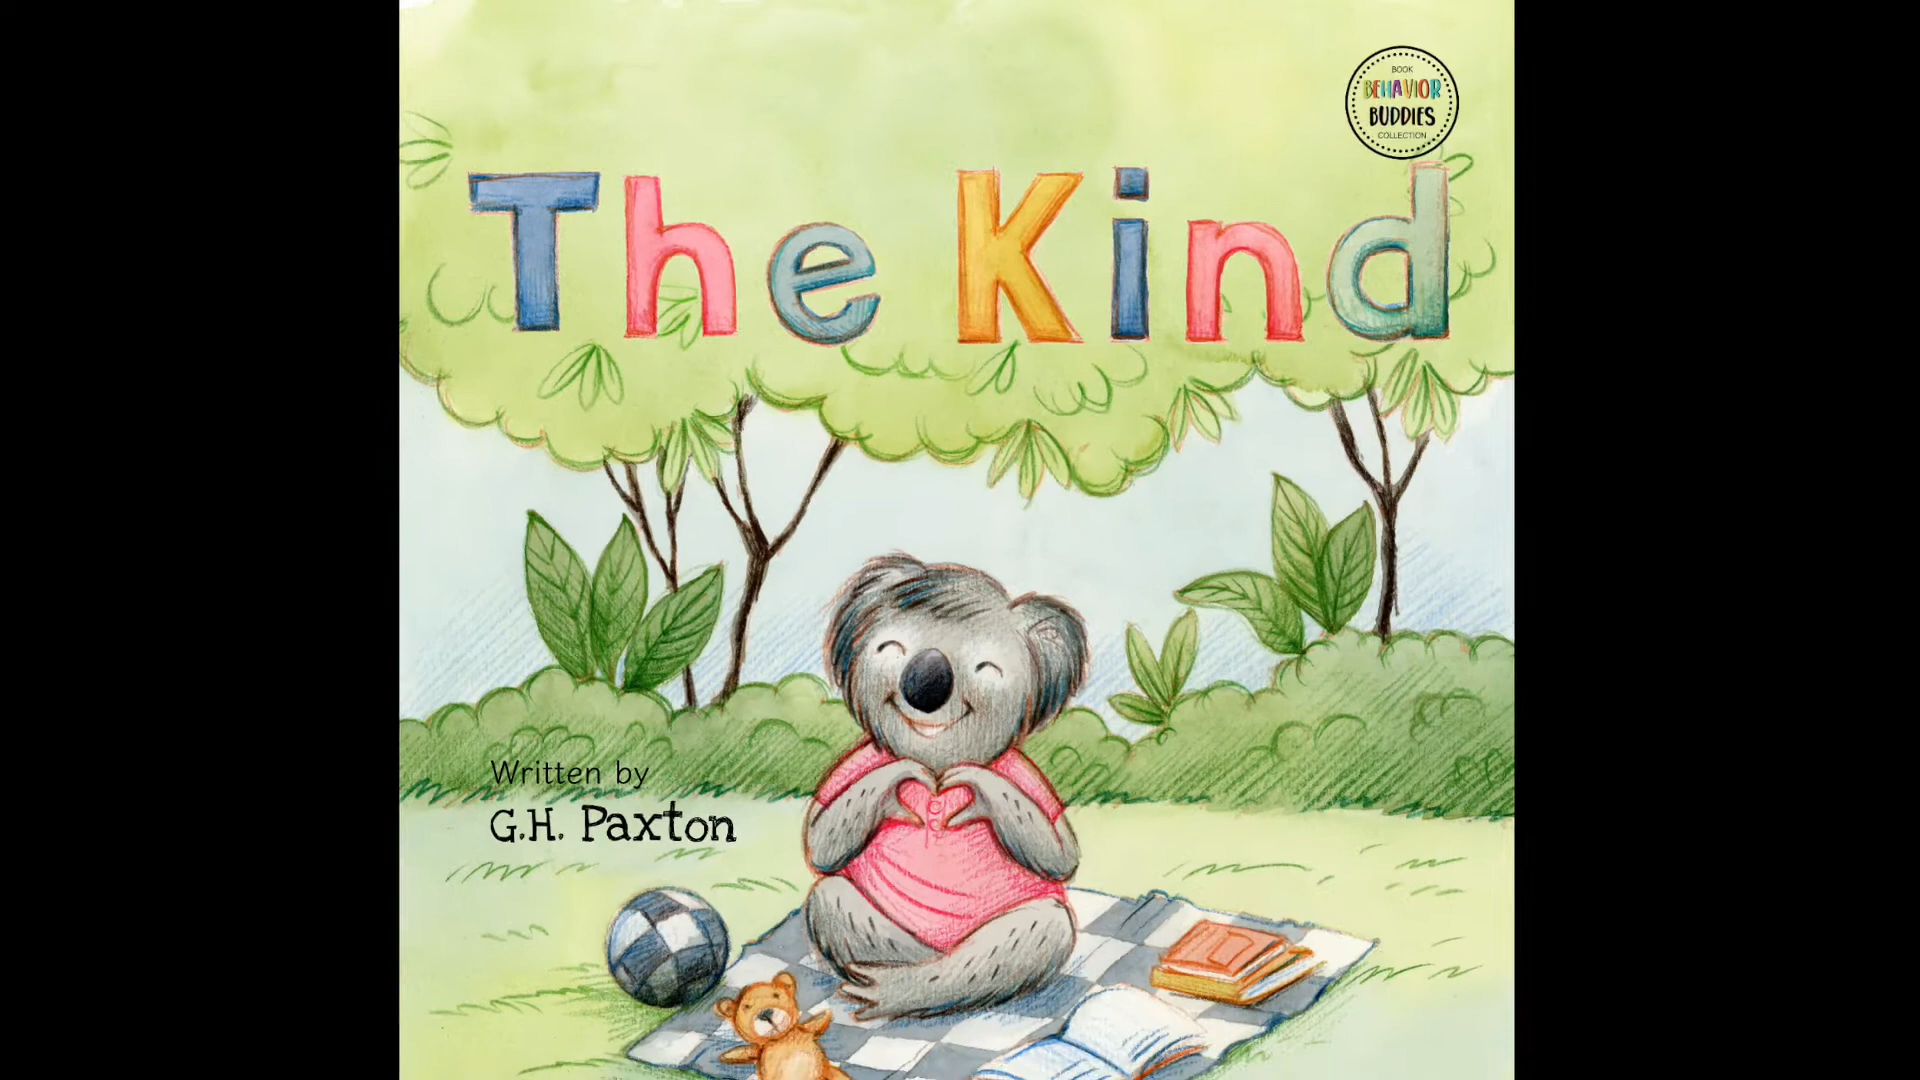 BOOK
BEHAVIOR
BUDDIES
COLLECTION
The Kind
Written by
G.H. Paxton